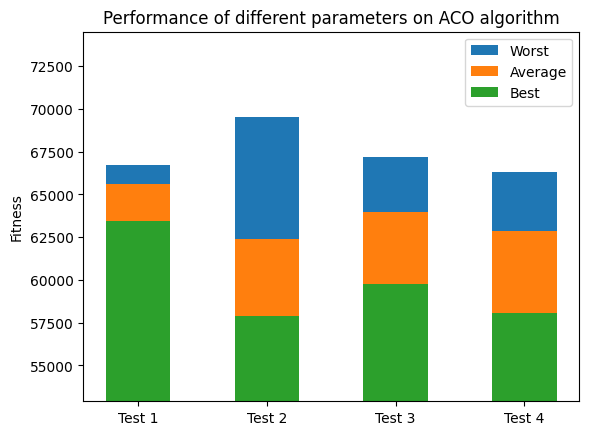 Performance of different parameters on ACO algorithm
Worst
Average
Best
Fitness
72500
70000
67500
65000
62500
60000
57500
55000
Test 1 Test 2 Test 3 Test 4